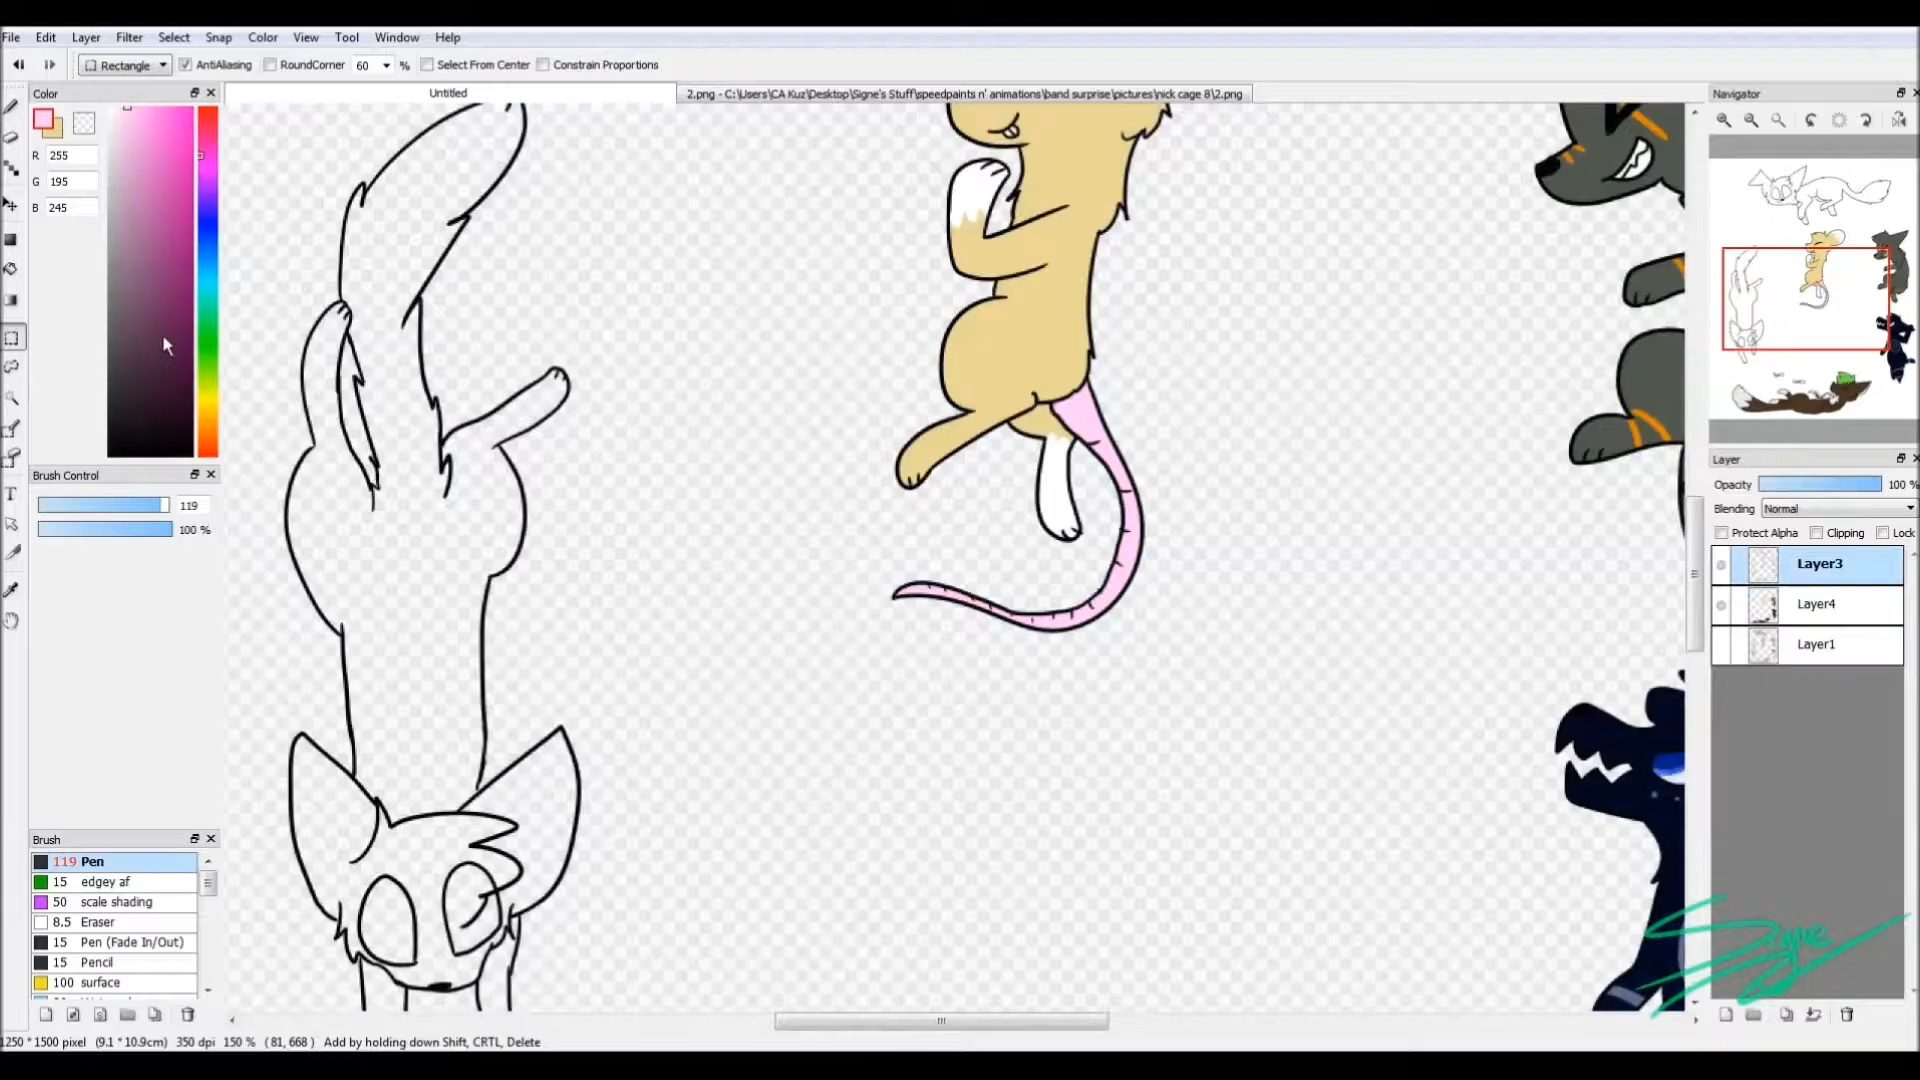 File Edit Layer Filter Select Snap Color View Tool Window Help
Rectangle AntiAliasing RoundCorner 60 % Select From Center Constrain Proportions
Color
Untitled
2.png - C:\Users\CA Kuz\Desktop\Signe's Stuff\speedpaints n' animations\band surprise\pictures\nick cage 8\2.png
Navigator
R 255
G 195
B 245
Brush Control
119
100 %
Layer
Opacity 100 %
Blending Normal
Protect Alpha Clipping Lock
Layer3
Layer4
Layer1
Brush
119 Pen
15 edgey af
50 scale shading
8.5 Eraser
15 Pen (Fade In/Out)
15 Pencil
100 surface
Signe
1250 * 1500 pixel (9.1 * 10.9cm) 350 dpi 150 % ( 81, 668 ) Add by holding down Shift, CRTL, Delete